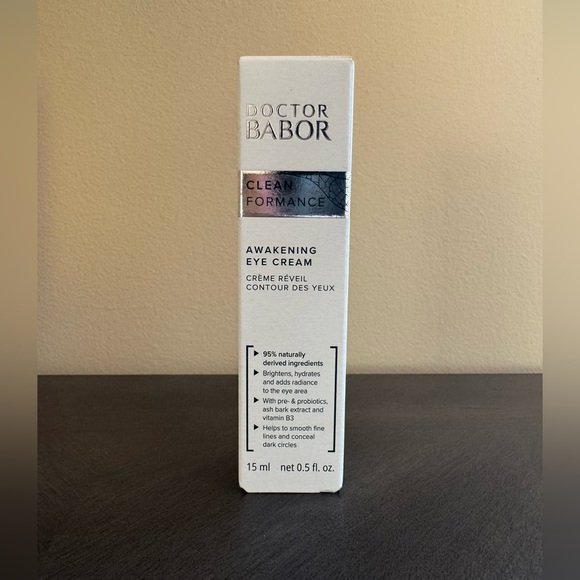 DOCTOR
BABOR
CLEAN
FORMANCE
AWAKENING
EYE CREAM
CRÈME RÉVEIL
CONTOUR DES YEUX
▶ 95% naturally
derived ingredients
▶ Brightens, hydrates
and adds radiance
to the eye area
▶ With pre- & probiotics,
ash bark extract and
vitamin B3
▶ Helps to smooth fine
lines and conceal
dark circles
15 ml net 0.5 fl. oz.